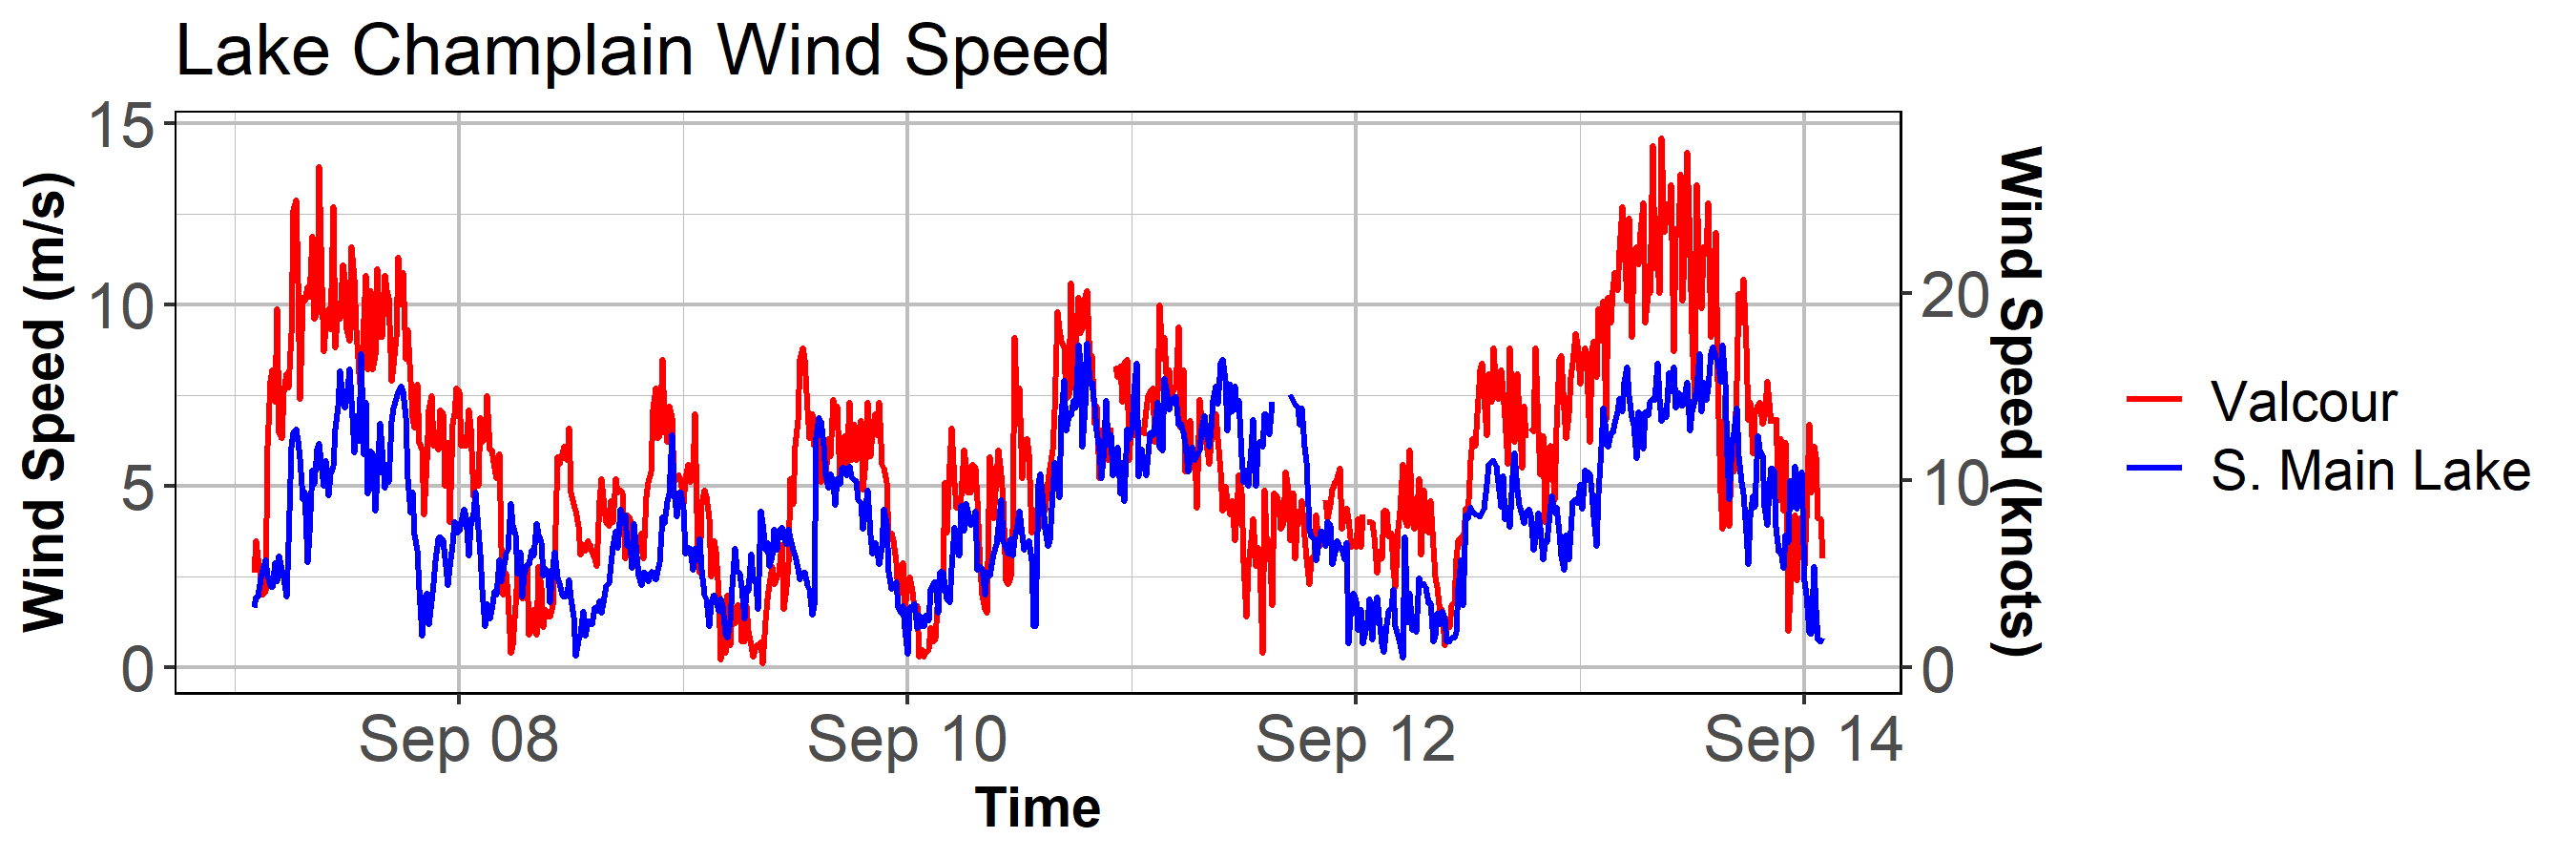 Lake Champlain Wind Speed
Wind Speed (m/s)
15
10
5
0
Sep 08
Sep 10
Sep 12
Sep 14
Time
20
10
0
Wind Speed (knots)
Valcour
S. Main Lake